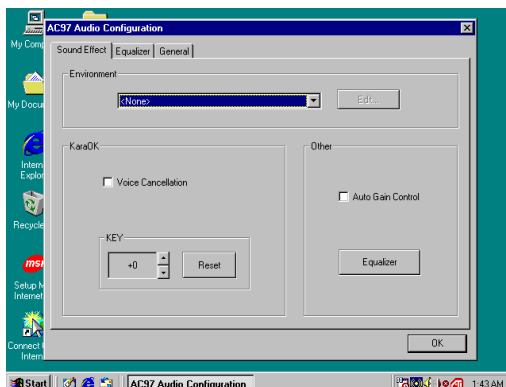 AC97 Audio Configuration
My Comp
Sound Effect Equalizer General
Environment
<None> Edit..
My Docu
KaraOK Other
Intern
Explor
Voice Cancellation
Auto Gain Control
Recycle
KEY
+0 Reset Equalizer
msi
Setup M
Internet
OK
Connect
Intern
Start AC97 Audio Configuration 1:43 AM